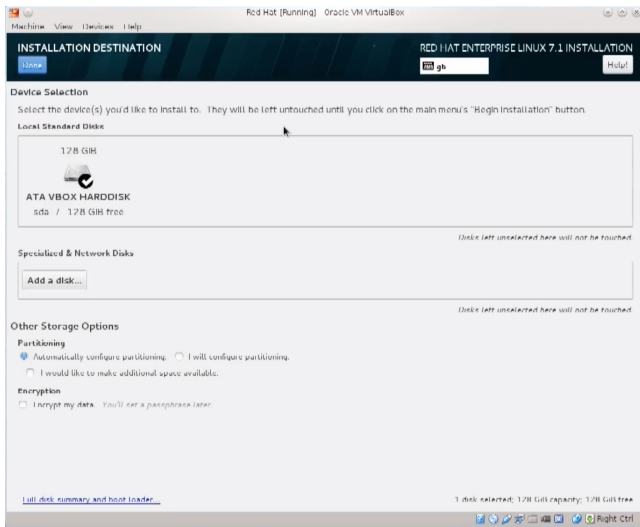 Red Hat [Running] - Oracle VM VirtualBox
Machine View Devices Help
INSTALLATION DESTINATION
RED HAT ENTERPRISE LINUX 7.1 INSTALLATION
Done
gb
Help!
Device Selection
Select the device(s) you'd like to install to. They will be left untouched until you click on the main menu's "Begin Installation" button.
Local Standard Disks
128 GiB
ATA VBOX HARDDISK
sda / 128 GiB free
Disks left unselected here will not be touched.
Specialized & Network Disks
Add a disk...
Disks left unselected here will not be touched.
Other Storage Options
Partitioning
Automatically configure partitioning. I will configure partitioning.
I would like to make additional space available.
Encryption
Encrypt my data. You'll set a passphrase later.
Full disk summary and boot loader...
1 disk selected; 128 GiB capacity; 128 GiB free
Right Ctrl